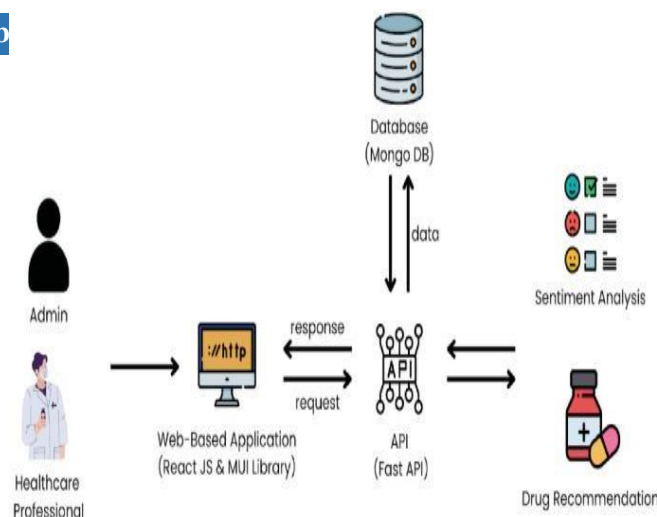 b
Database
(Mongo DB)
data
Admin
Healthcare
Professional
://http
Web-Based Application
(React JS & MUI Library)
response
request
API
API
(Fast API)
Sentiment Analysis
Drug Recommendation